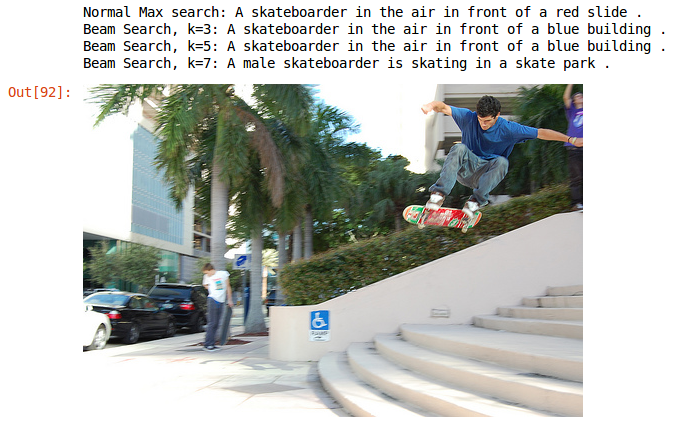 Normal Max search: A skateboarder in the air in front of a red slide .
Beam Search, k=3: A skateboarder in the air in front of a blue building .
Beam Search, k=5: A skateboarder in the air in front of a blue building .
Beam Search, k=7: A male skateboarder is skating in a skate park .
Out[92]: